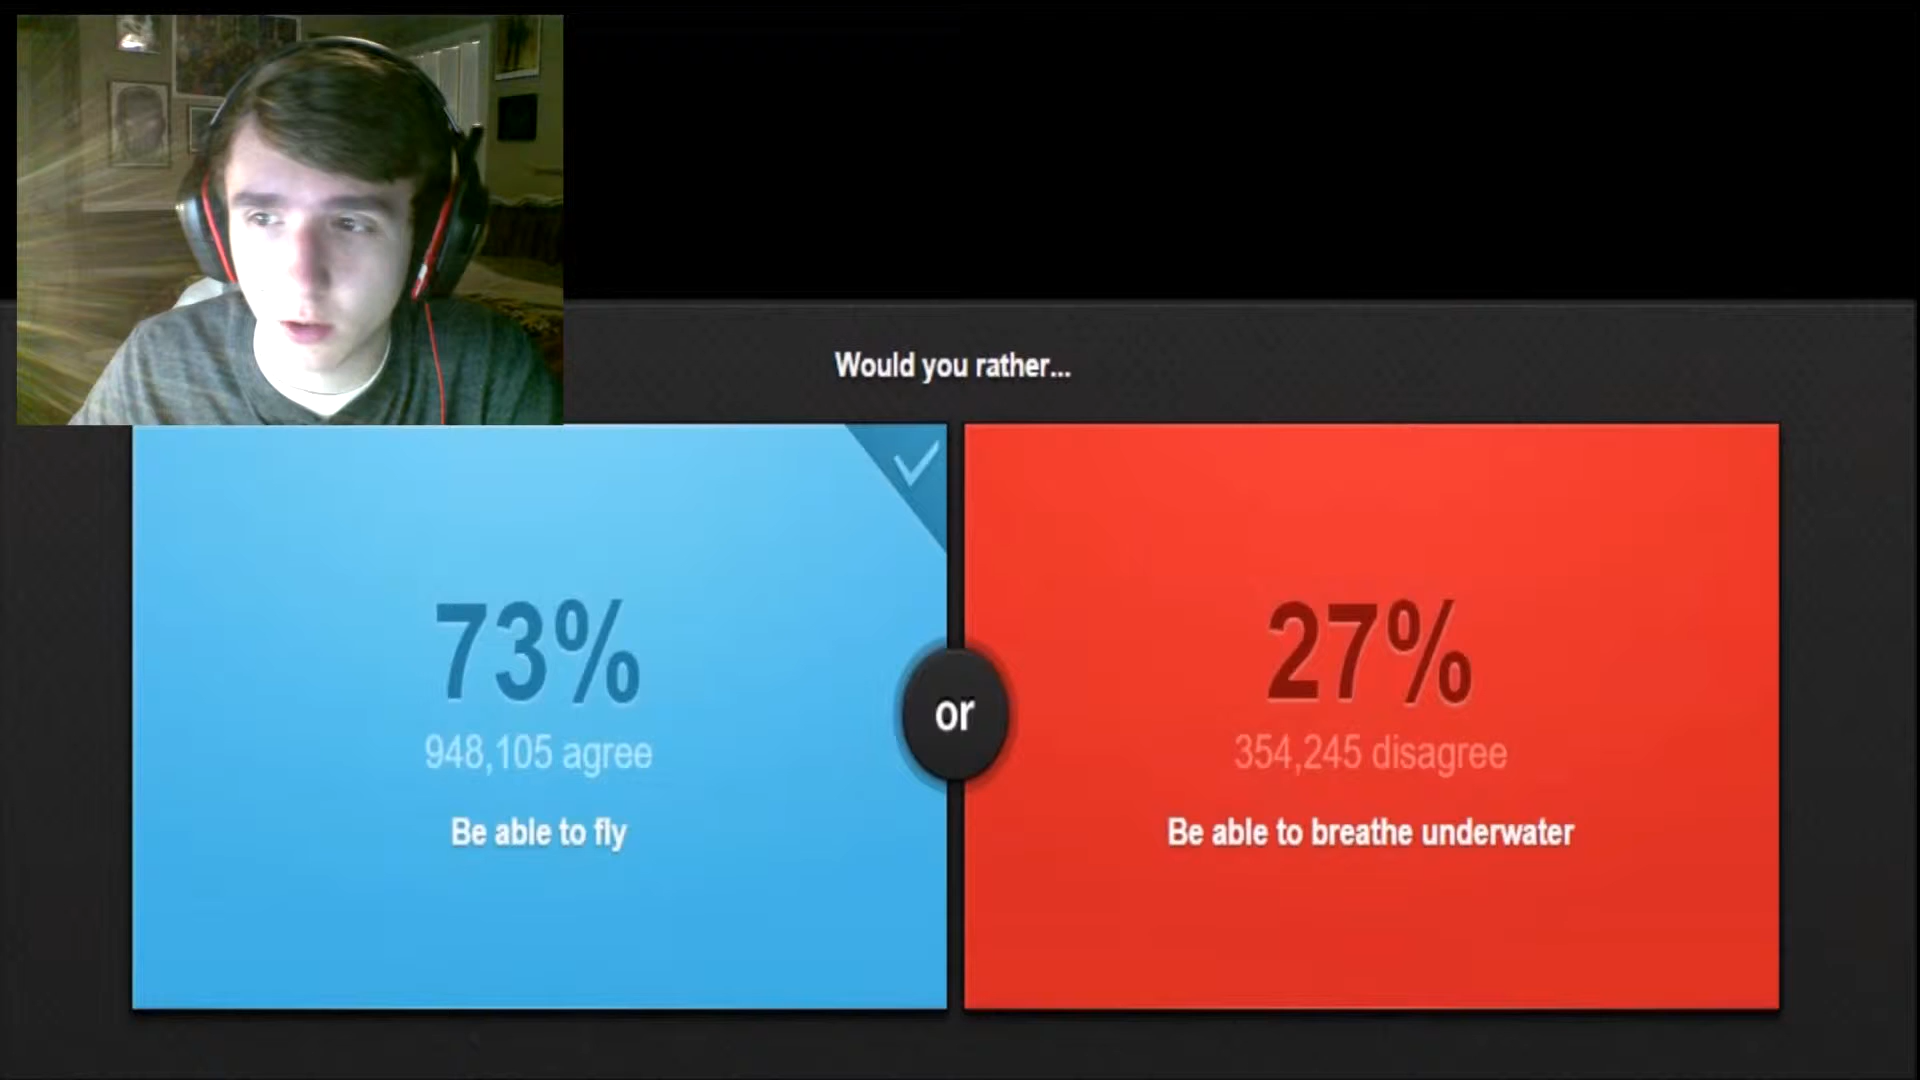 Would you rather...
73%
948,105 agree
Be able to fly
or
27%
354,245 disagree
Be able to breathe underwater